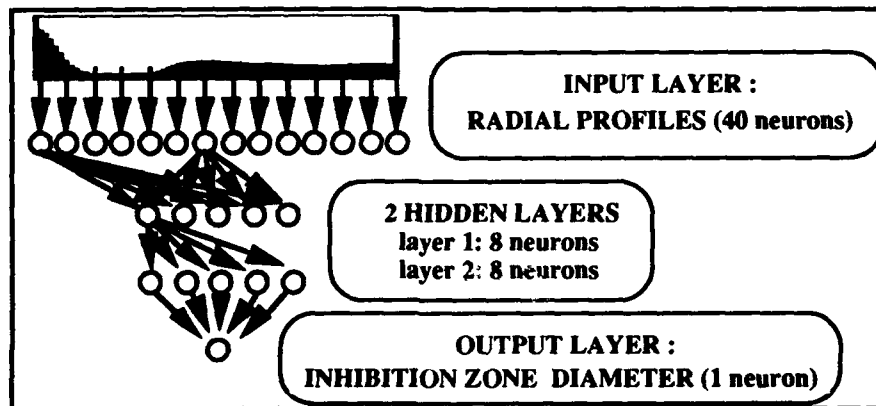 INPUT LAYER :
RADIAL PROFILES (40 neurons)
2 HIDDEN LAYERS
layer 1: 8 neurons
layer 2: 8 neurons
OUTPUT LAYER :
INHIBITION ZONE DIAMETER (1 neuron)